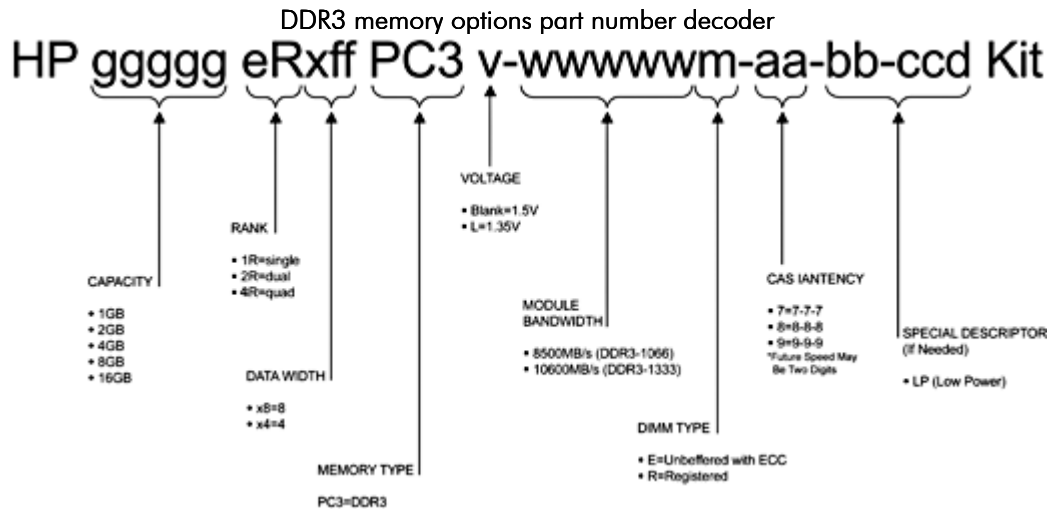 DDR3 memory options part number decoder
HP ggggg eRxff PC3 v-wwwwwm-aa-bb-ccd Kit
VOLTAGE
• Blank=1.5V
• L=1.35V
RANK
• 1R=single
• 2R=dual
• 4R=quad
CAPACITY
• 1GB
• 2GB
• 4GB
• 8GB
• 16GB
CAS IANTENCY
• 7=7-7-7
• 8=8-8-8
• 9=9-9-9
*Future Speed May
Be Two Digits
MODULE
BANDWIDTH
• 8500MB/s (DDR3-1066)
• 10600MB/s (DDR3-1333)
SPECIAL DESCRIPTOR
(If Needed)
• LP (Low Power)
DATA WIDTH
• x8=8
• x4=4
DIMM TYPE
• E=Unbeffered with ECC
• R=Registered
MEMORY TYPE
PC3=DDR3